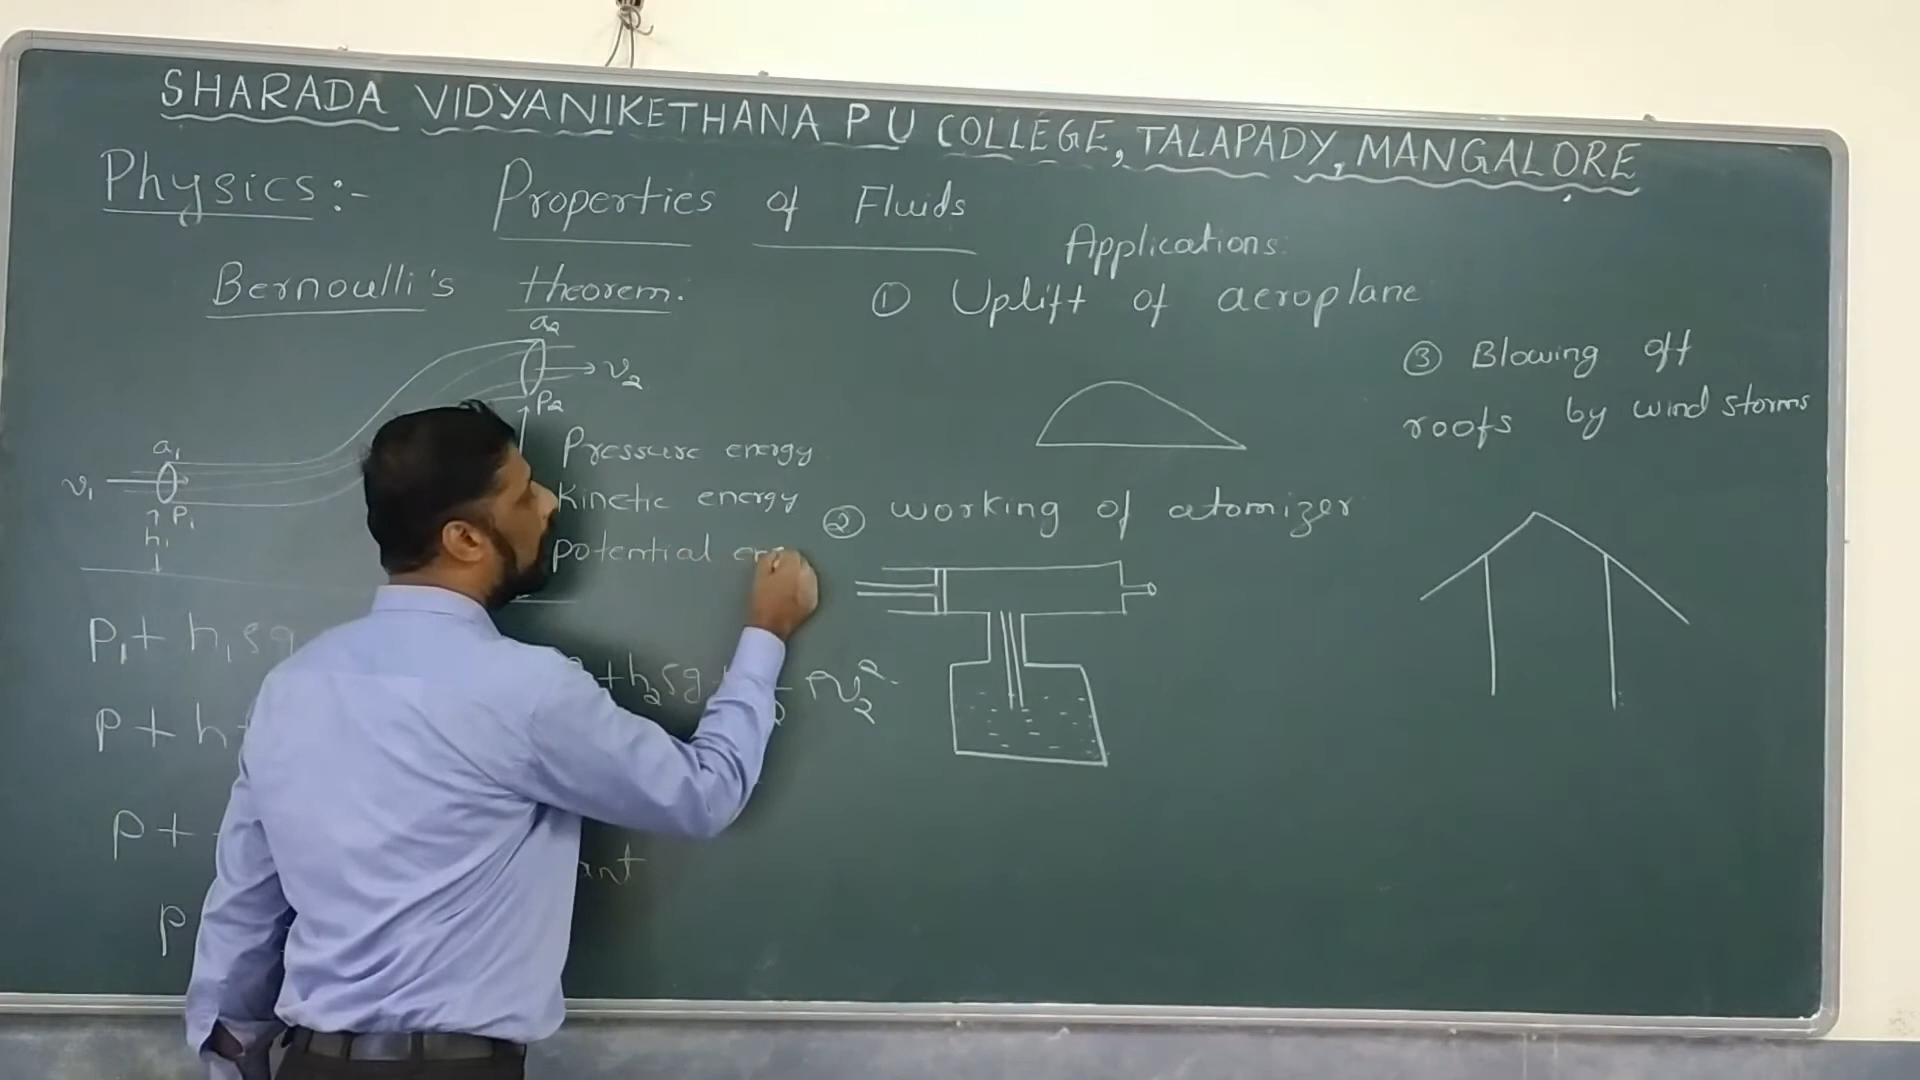 SHARADA VIDYANIKETHANA P U COLLEGE, TALAPADY, MANGALORE
Physics:- Properties of Fluids
Bernoulli's theorem.
a₂
v₂
P₂
a₁
v₁
P₁
h₁
Pressure energy
Kinetic energy
potential
P₁+ h₁ρg
+h₂ρg
P + h
P +
P
Applications:
① Uplift of aeroplane
② working of atomizer
③ Blowing off
roofs by wind storms